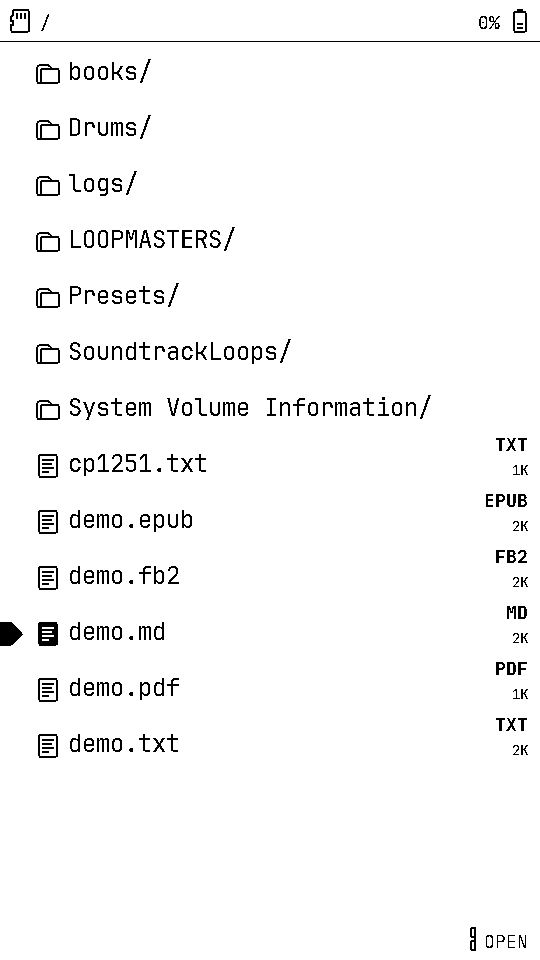 / 0%
books/
Drums/
logs/
LOOPMASTERS/
Presets/
SoundtrackLoops/
System Volume Information/
cp1251.txt TXT 1K
demo.epub EPUB 2K
demo.fb2 FB2 2K
demo.md MD 2K
demo.pdf PDF 1K
demo.txt TXT 2K
OPEN